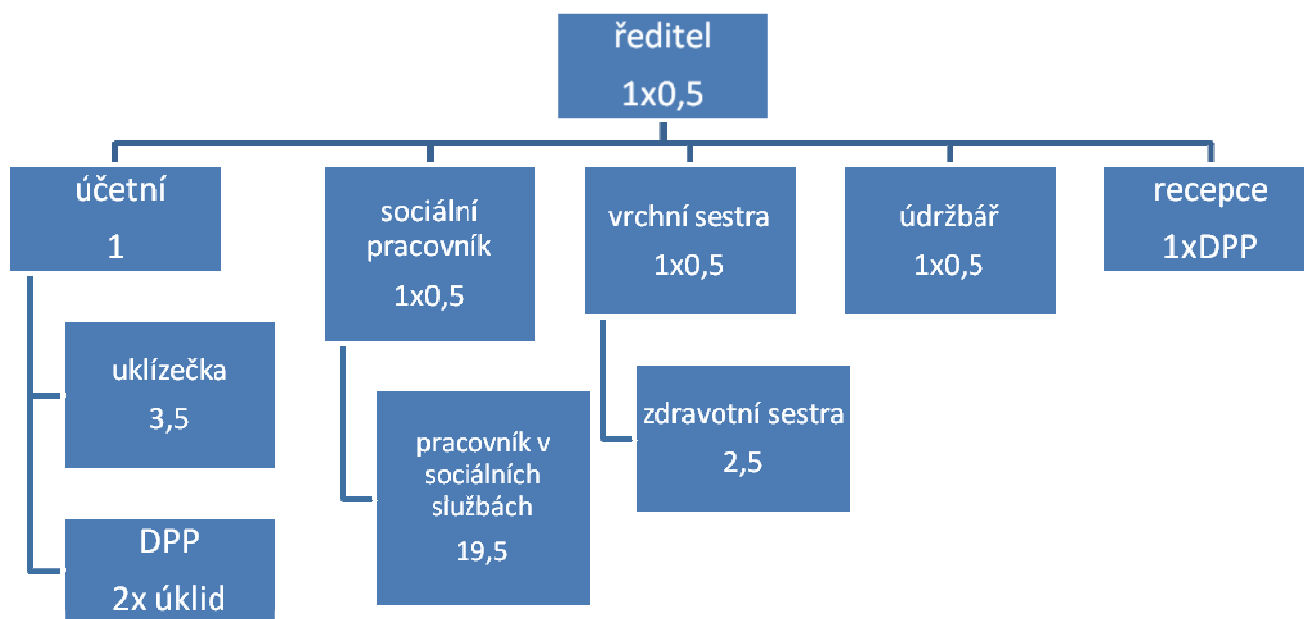 ředitel
1x0,5
účetní
1
sociální
pracovník
1x0,5
vrchní sestra
1x0,5
údržbář
1x0,5
recepce
1xDPP
uklízečka
3,5
DPP
2x úklid
pracovník v
sociálních
službách
19,5
zdravotní sestra
2,5